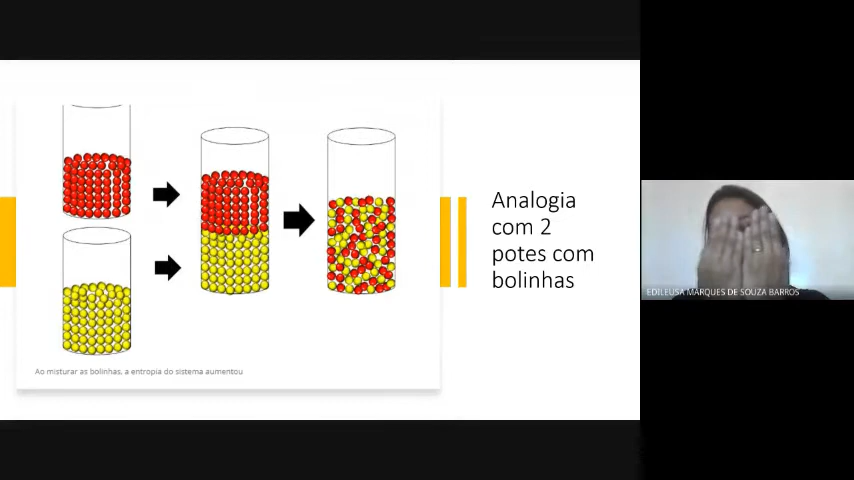 Analogia
com 2
potes com
bolinhas
Ao misturar as bolinhas, a entropia do sistema aumentou
EDILEUSA MARQUES DE SOUZA BARROS